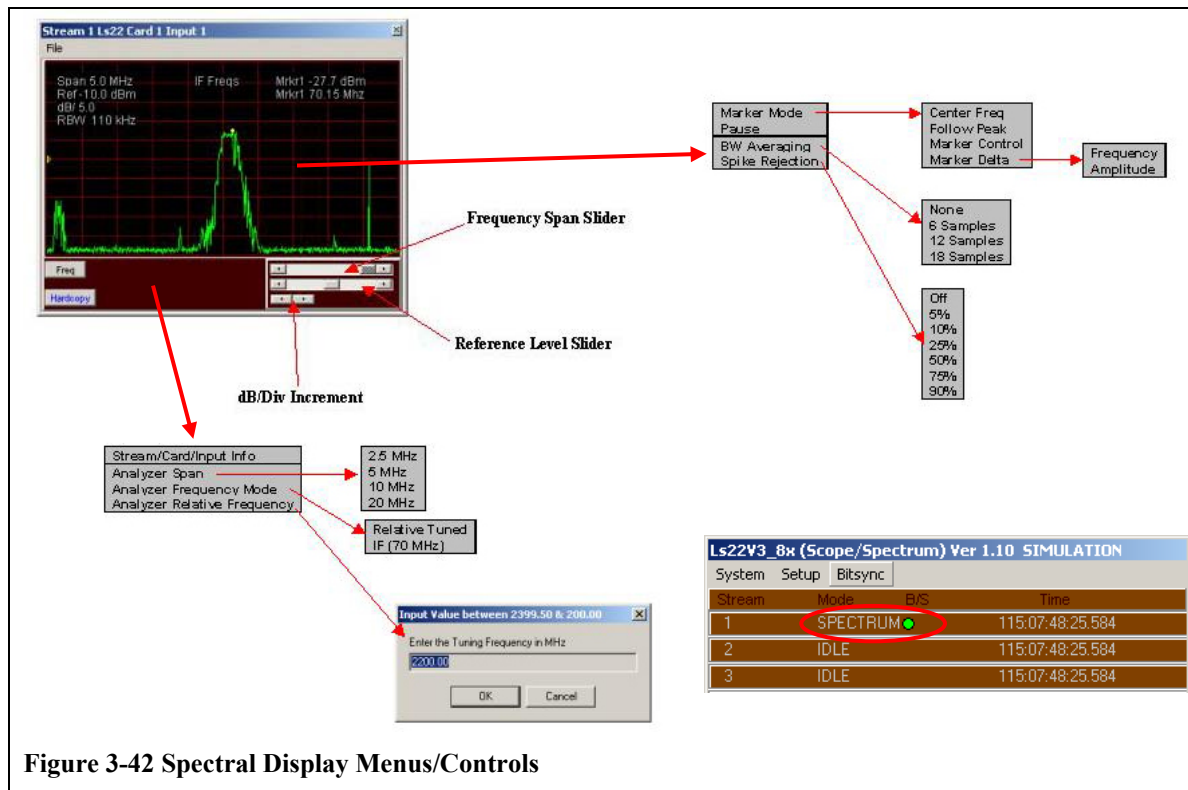 Stream 1 Ls22 Card 1 Input 1
File
Span 5.0 MHz
Ref -10.0 dBm
dB/ 5.0
RBW 110 kHz
IF Freqs
Mrkr1 -27.7 dBm
Mrkr1 70.15 Mhz
Freq
Hardcopy
Frequency Span Slider
Reference Level Slider
dB/Div Increment
Marker Mode
Pause
BW Averaging
Spike Rejection
Center Freq
Follow Peak
Marker Control
Marker Delta
Frequency
Amplitude
None
6 Samples
12 Samples
18 Samples
Off
5%
10%
25%
50%
75%
90%
Stream/Card/Input Info
Analyzer Span
Analyzer Frequency Mode
Analyzer Relative Frequency
2.5 MHz
5 MHz
10 MHz
20 MHz
Relative Tuned
IF (70 MHz)
Input Value between 2399.50 & 200.00
Enter the Tuning Frequency in MHz
2200.00
OK Cancel
Ls22V3_8x (Scope/Spectrum) Ver 1.10 SIMULATION
System Setup Bitsync
Stream Mode B/S Time
1 SPECTRUM 115:07:48:25.584
2 IDLE 115:07:48:25.584
3 IDLE 115:07:48:25.584
Figure 3-42 Spectral Display Menus/Controls